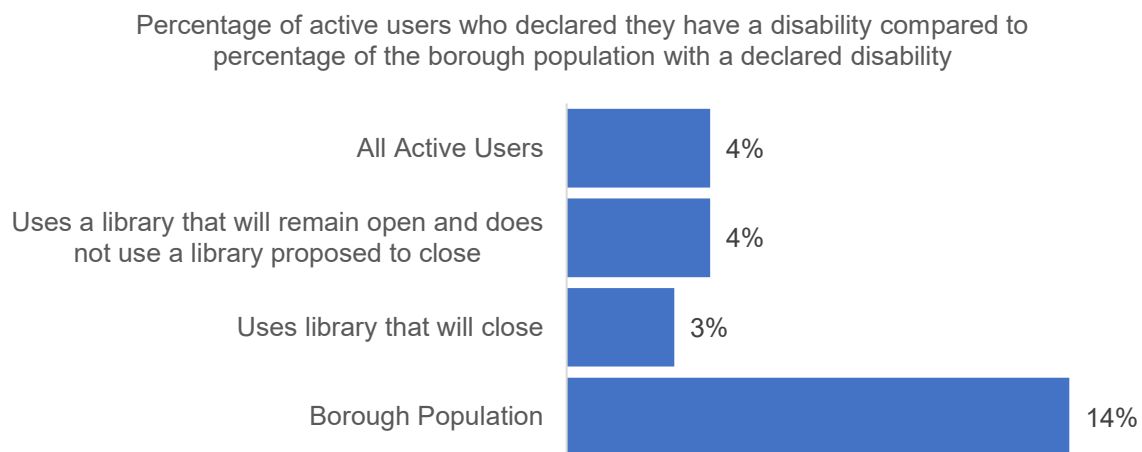 Percentage of active users who declared they have a disability compared to
percentage of the borough population with a declared disability
All Active Users
4%
Uses a library that will remain open and does
not use a library proposed to close
4%
Uses library that will close
3%
Borough Population
14%